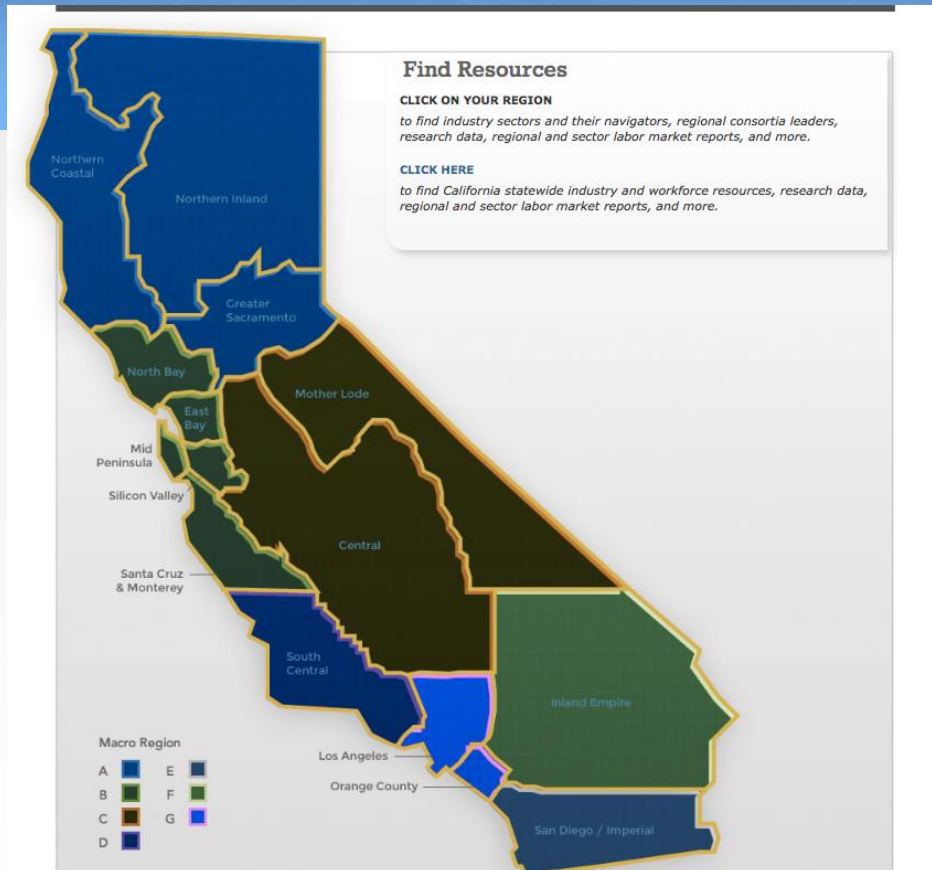 Find Resources
CLICK ON YOUR REGION
to find industry sectors and their navigators, regional consortia leaders,
research data, regional and sector labor market reports, and more.
CLICK HERE
to find California statewide industry and workforce resources, research data,
regional and sector labor market reports, and more.
Northern
Coastal
Northern Inland
Greater
Sacramento
North Bay
Mother Lode
East
Bay
Mid
Peninsula
Silicon Valley
Central
Santa Cruz
& Monterey
South
Central
Inland Empire
Los Angeles
Orange County
San Diego / Imperial
Macro Region
A
E
B
F
C
G
D